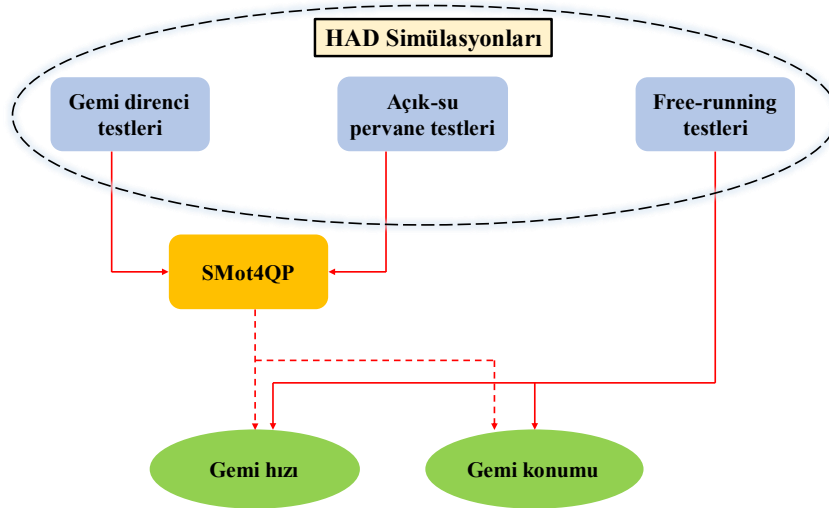 HAD Simülasyonları
Gemi direnci
testleri
Açık-su
pervane testleri
Free-running
testleri
SMot4QP
Gemi hızı
Gemi konumu